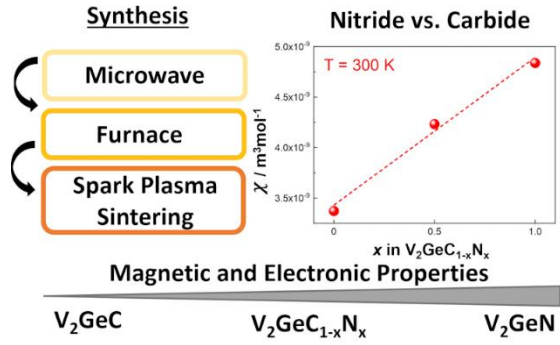 Synthesis
Microwave
Furnace
Spark Plasma
Sintering
Nitride vs. Carbide
T = 300 K
5.0x10⁻⁹
4.5x10⁻⁹
4.0x10⁻⁹
3.5x10⁻⁹
χ / m³mol⁻¹
0
0.5
1.0
x in V₂GeC₁₋ₓNₓ
Magnetic and Electronic Properties
V₂GeC
V₂GeC₁₋ₓNₓ
V₂GeN